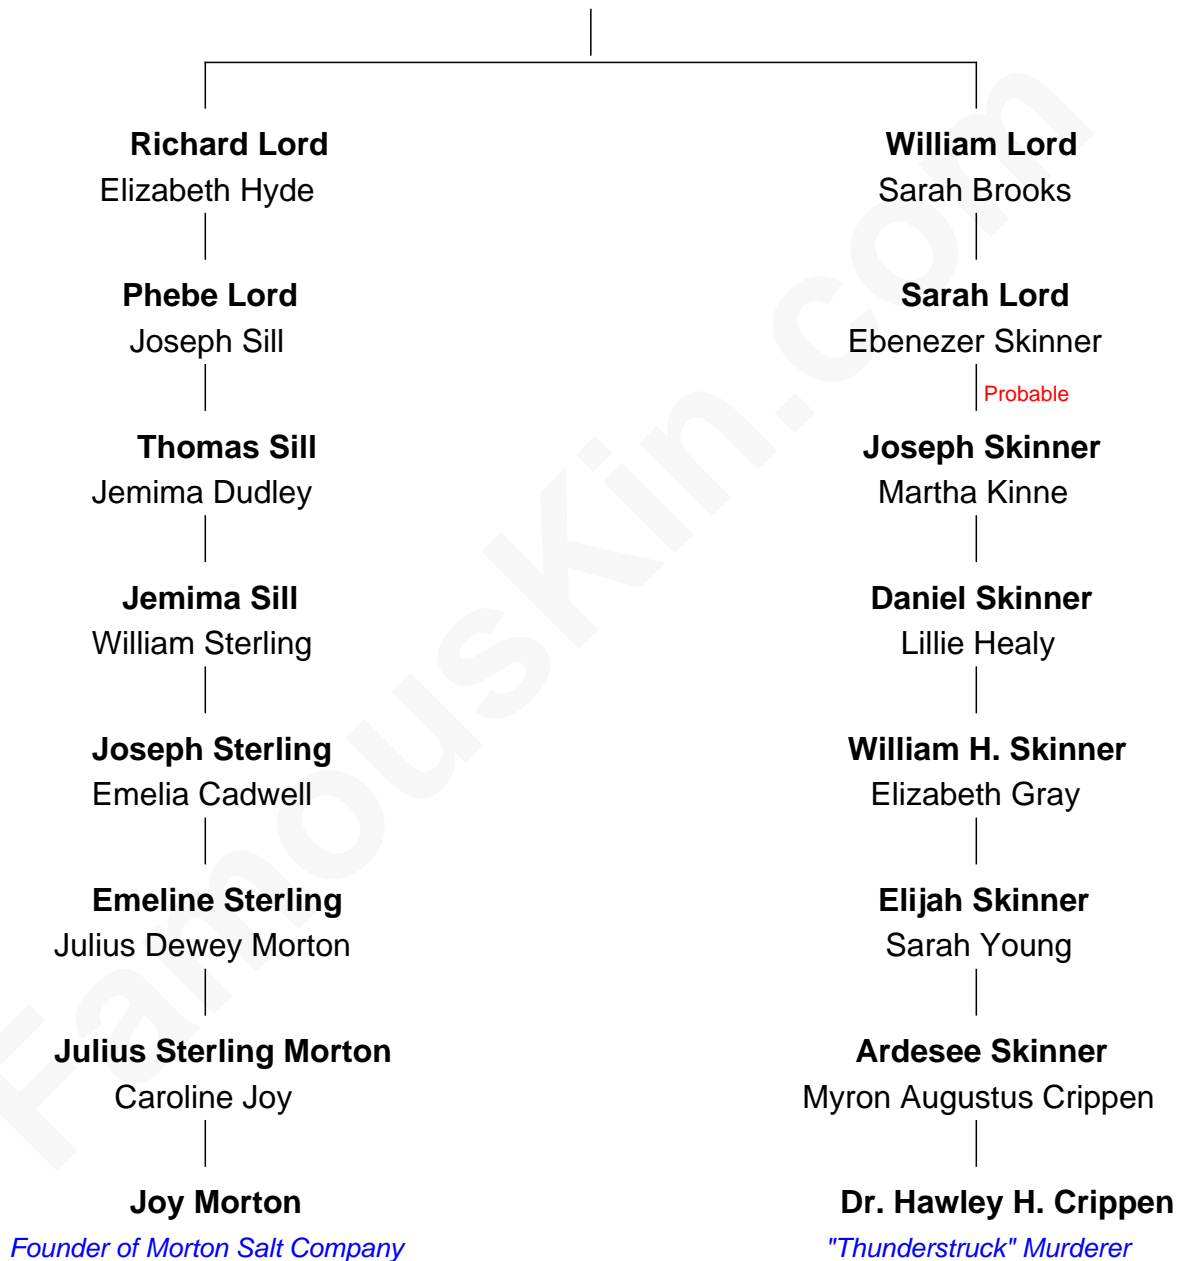 Richard Lord
Elizabeth Hyde
Phebe Lord
Joseph Sill
Thomas Sill
Jemima Dudley
Jemima Sill
William Sterling
Joseph Sterling
Emelia Cadwell
Emeline Sterling
Julius Dewey Morton
Julius Sterling Morton
Caroline Joy
Joy Morton
Founder of Morton Salt Company
William Lord
Sarah Brooks
Sarah Lord
Ebenezer Skinner
Probable
Joseph Skinner
Martha Kinne
Daniel Skinner
Lillie Healy
William H. Skinner
Elizabeth Gray
Elijah Skinner
Sarah Young
Ardesee Skinner
Myron Augustus Crippen
Dr. Hawley H. Crippen
"Thunderstruck" Murderer
FamousKin.com